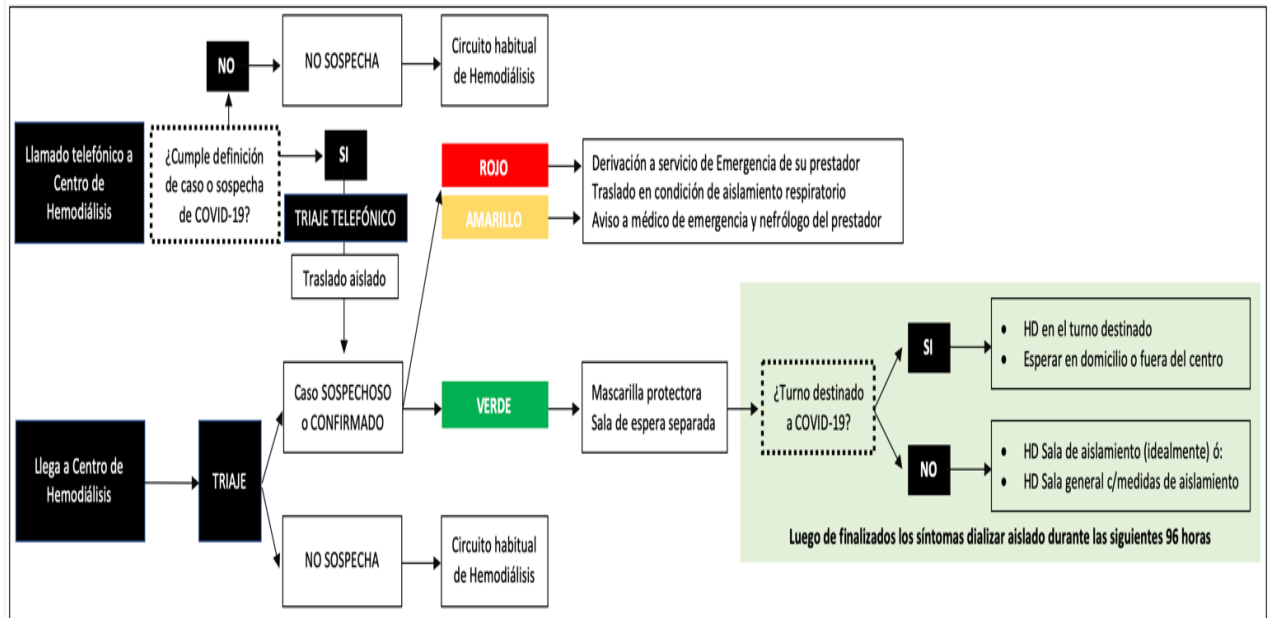 NO
NO SOSPECHA
Circuito habitual
de Hemodiálisis
Llamado telefónico a
Centro de
Hemodiálisis
¿Cumple definición
de caso o sospecha
de COVID-19?
SI
TRIAJE TELEFÓNICO
Traslado aislado
ROJO
AMARILLO
Derivación a servicio de Emergencia de su prestador
Traslado en condición de aislamiento respiratorio
Aviso a médico de emergencia y nefrólogo del prestador
Llega a Centro de
Hemodiálisis
TRIAJE
Caso SOSPECHOSO
o CONFIRMADO
VERDE
Mascarilla protectora
Sala de espera separada
¿Turno destinado
a COVID-19?
SI
• HD en el turno destinado
• Esperar en domicilio o fuera del centro
NO
• HD Sala de aislamiento (idealmente) ó:
• HD Sala general c/medidas de aislamiento
Luego de finalizados los síntomas dializar aislado durante las siguientes 96 horas
NO SOSPECHA
Circuito habitual
de Hemodiálisis